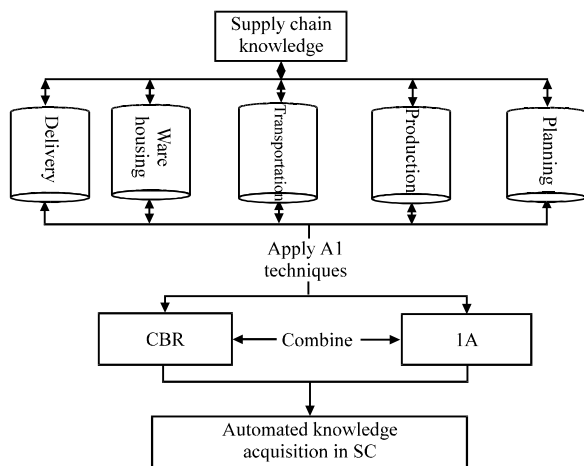 Supply chain
knowledge
Delivery
Ware
housing
Transportation
Production
Planning
Apply A1
techniques
CBR
Combine
1A
Automated knowledge
acquisition in SC